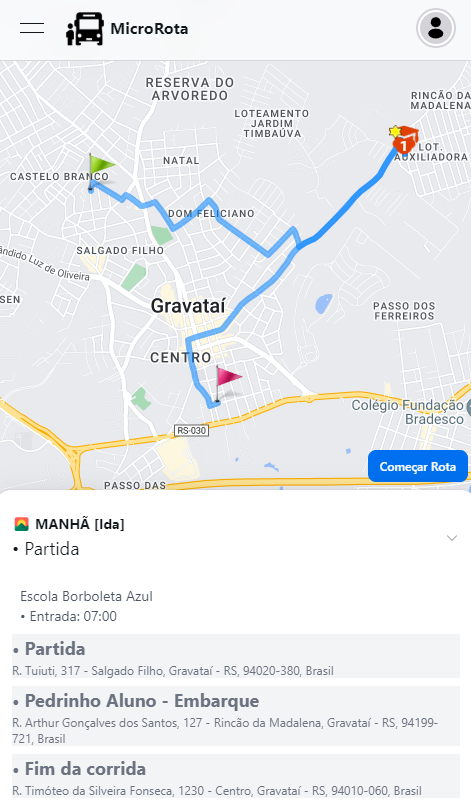 MicroRota
RESERVA DO
ARVOREDO
RINCÃO DA
MADALENA
LOTEAMENTO
JARDIM
TIMBAÚVA
1
LOT.
AUXILIADORA
NATAL
CASTELO BRANCO
DOM FELICIANO
SALGADO FILHO
ândido Luz de Oliveira
SEN
Gravataí
PASSO DOS
FERREIROS
CENTRO
Colégio Fundação
Bradesco
RS-030
Começar Rota
PASSO DAS
MANHÃ [Ida]
• Partida
Escola Borboleta Azul
• Entrada: 07:00
• Partida
R. Tuiuti, 317 - Salgado Filho, Gravataí - RS, 94020-380, Brasil
• Pedrinho Aluno - Embarque
R. Arthur Gonçalves dos Santos, 127 - Rincão da Madalena, Gravataí - RS, 94199-
721, Brasil
• Fim da corrida
R. Timóteo da Silveira Fonseca, 1230 - Centro, Gravataí - RS, 94010-060, Brasil